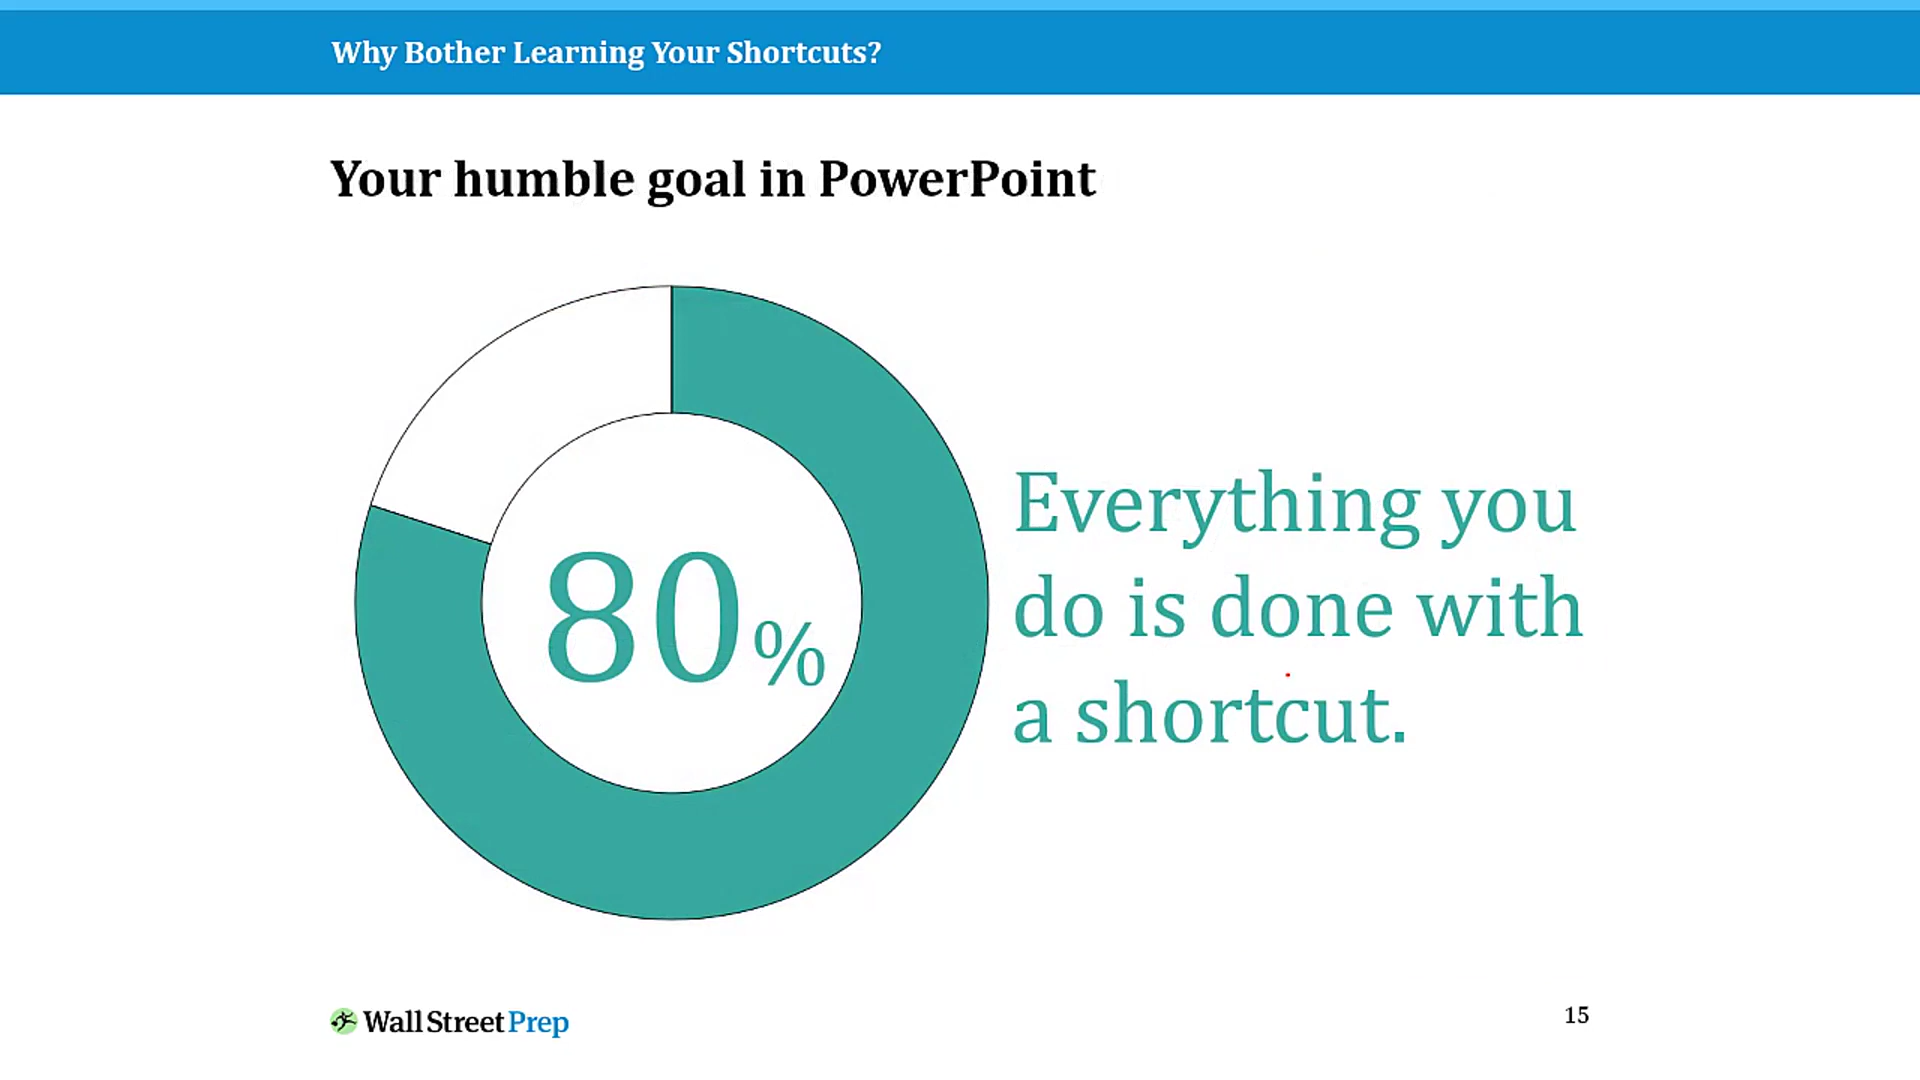 Why Bother Learning Your Shortcuts?
Your humble goal in PowerPoint
80%
Everything you
do is done with
a shortcut.
Wall Street Prep
15